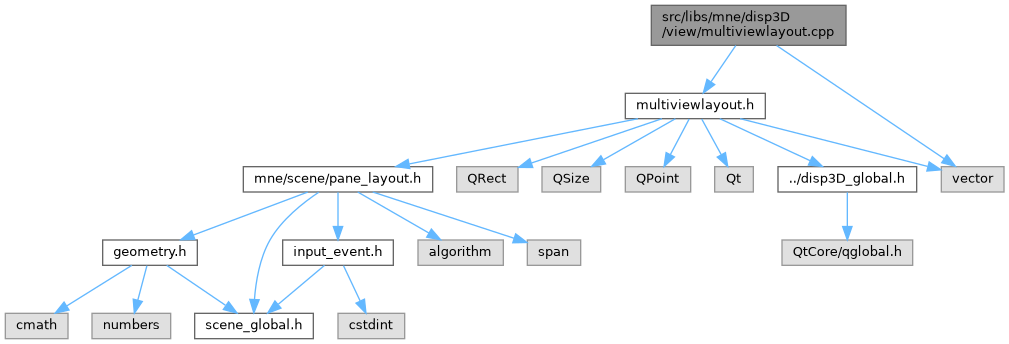 src/libs/mne/disp3D
/view/multiviewlayout.cpp
multiviewlayout.h
mne/scene/pane_layout.h
QRect
QSize
QPoint
Qt
../disp3D_global.h
vector
geometry.h
input_event.h
algorithm
span
QtCore/qglobal.h
cmath
numbers
scene_global.h
cstdint